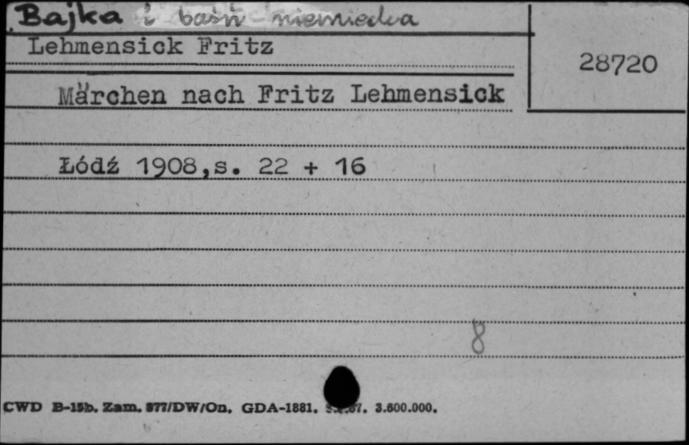 Bajka i baśń niemiecka
Lehmensick Fritz
28720
Märchen nach Fritz Lehmensick
Łódź 1908,s. 22 + 16
8
CWD B-15b. Zam. 877/DW/On. GDA-1881. 3.600.000.